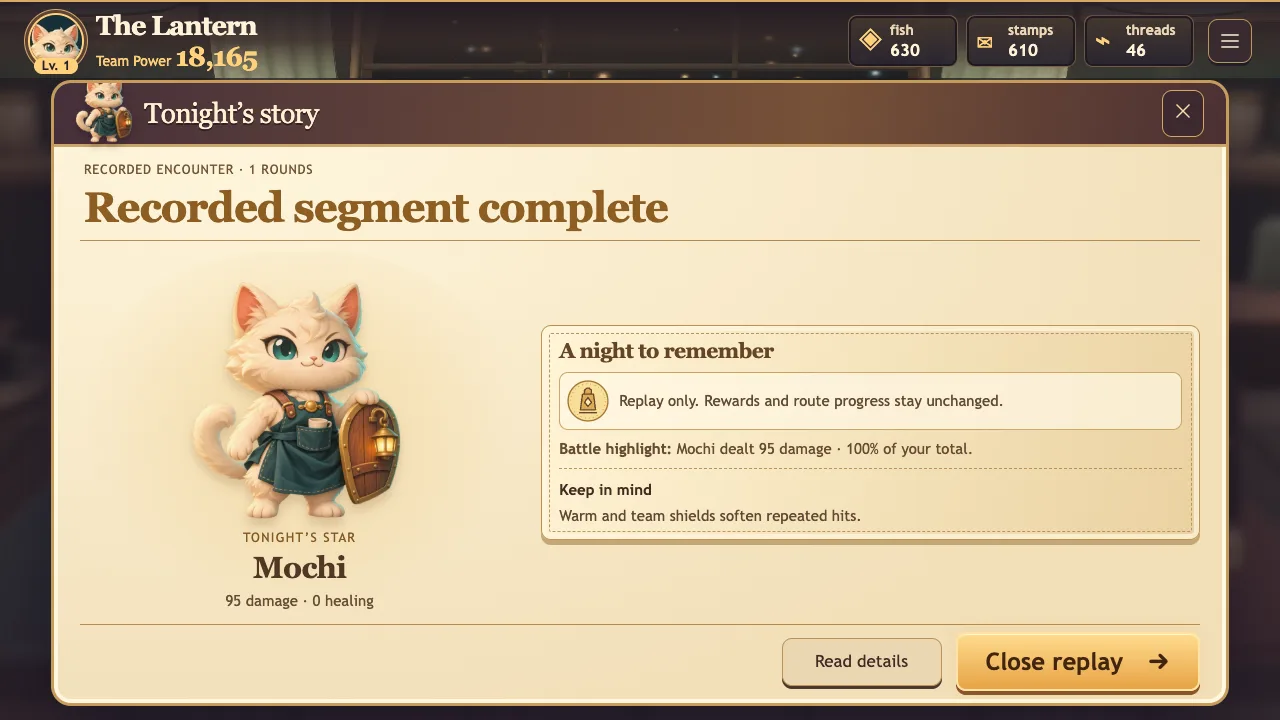 The Lantern
Lv. 1
Team Power 18,165
fish
630
stamps
610
threads
46
Tonight’s story
RECORDED ENCOUNTER · 1 ROUNDS
Recorded segment complete
A night to remember
Replay only. Rewards and route progress stay unchanged.
Battle highlight: Mochi dealt 95 damage · 100% of your total.
Keep in mind
Warm and team shields soften repeated hits.
TONIGHT’S STAR
Mochi
95 damage · 0 healing
Read details
Close replay →